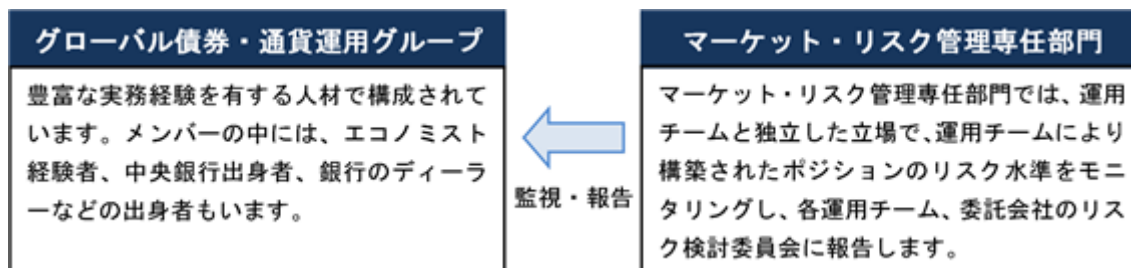 グローバル債券・通貨運用グループ
豊富な実務経験を有する人材で構成されて
います。メンバーの中には、エコノミスト
経験者、中央銀行出身者、銀行のディーラ
ーなどの出身者もいます。
監視・報告
マーケット・リスク管理専任部門
マーケット・リスク管理専任部門では、運用
チームと独立した立場で、運用チームにより
構築されたポジションのリスク水準をモニ
タリングし、各運用チーム、委託会社のリス
ク検討委員会に報告します。